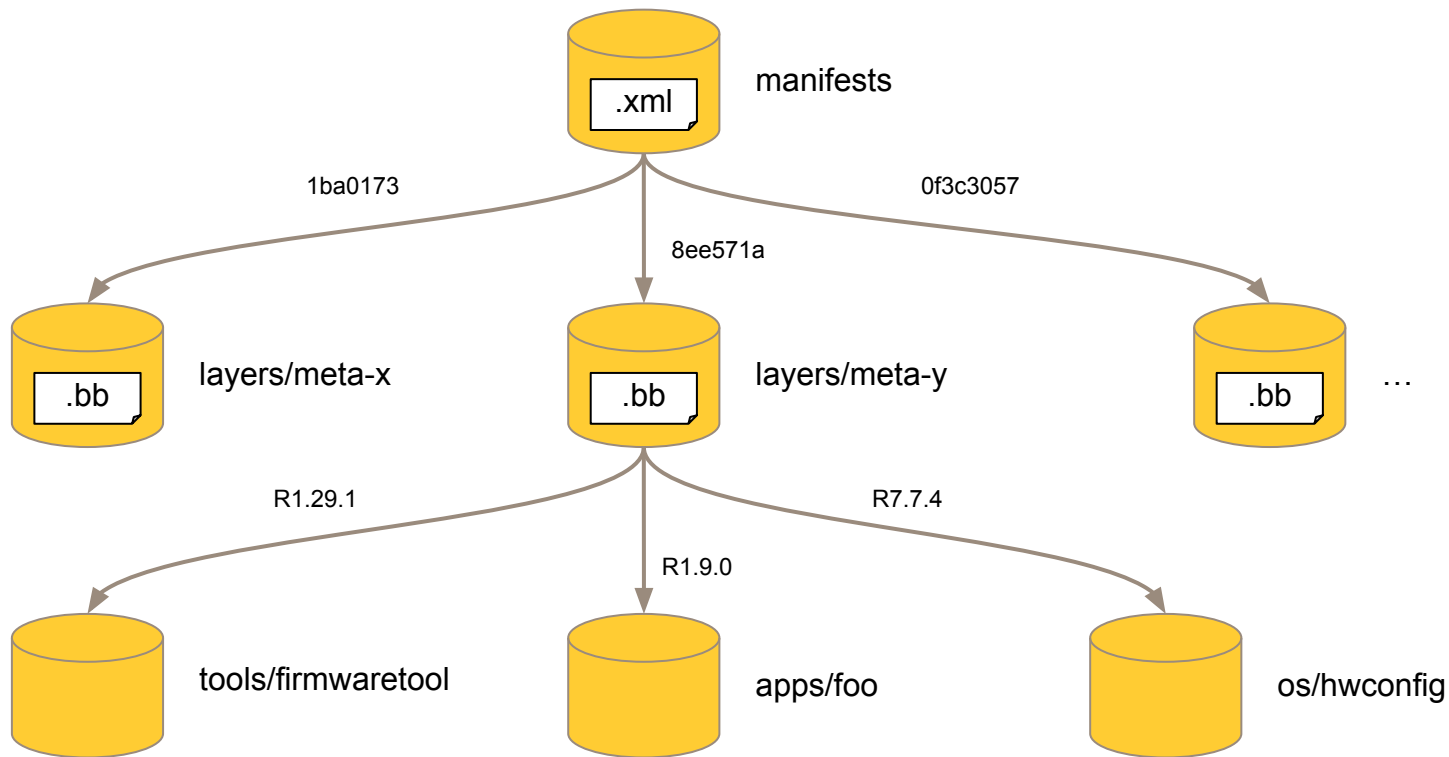 manifests
.xml
1ba0173
0f3c3057
8ee571a
layers/meta-x
layers/meta-y
…
.bb
.bb
.bb
R1.29.1
R7.7.4
R1.9.0
tools/firmwaretool
apps/foo
os/hwconfig